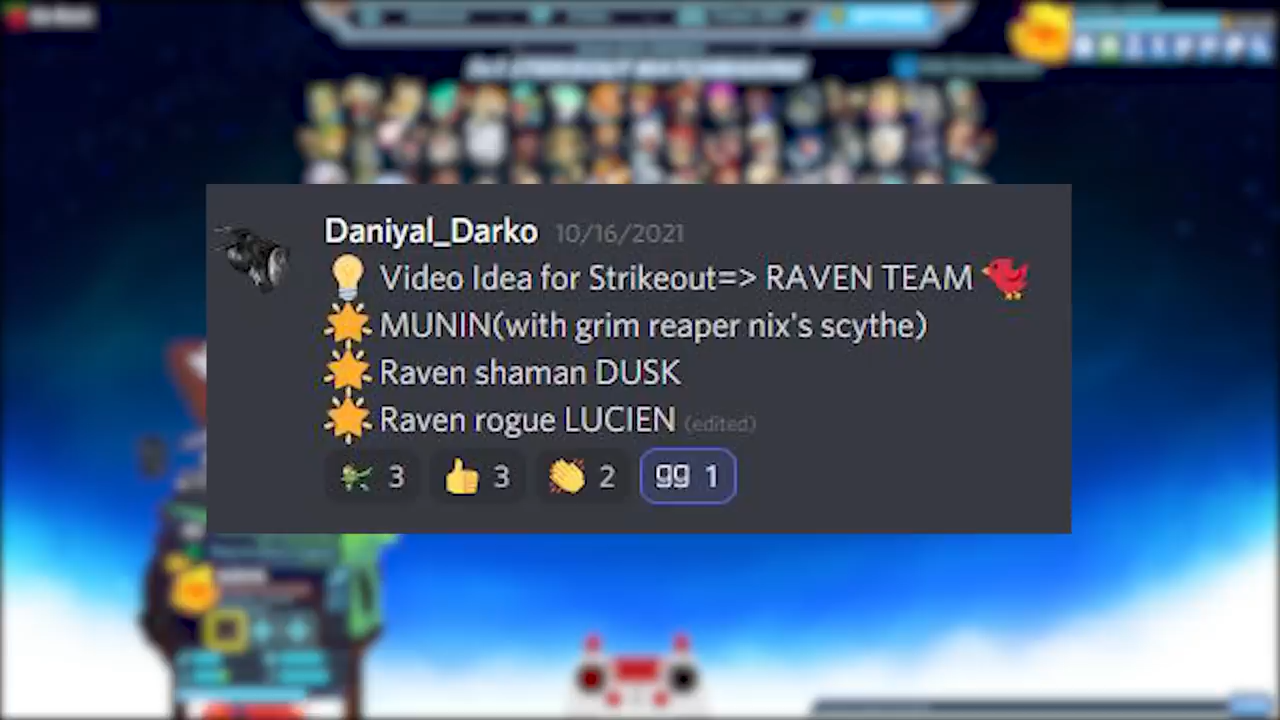 Daniyal_Darko 10/16/2021
Video Idea for Strikeout=> RAVEN TEAM
MUNIN(with grim reaper nix's scythe)
Raven shaman DUSK
Raven rogue LUCIEN (edited)
3 3 2 gg 1